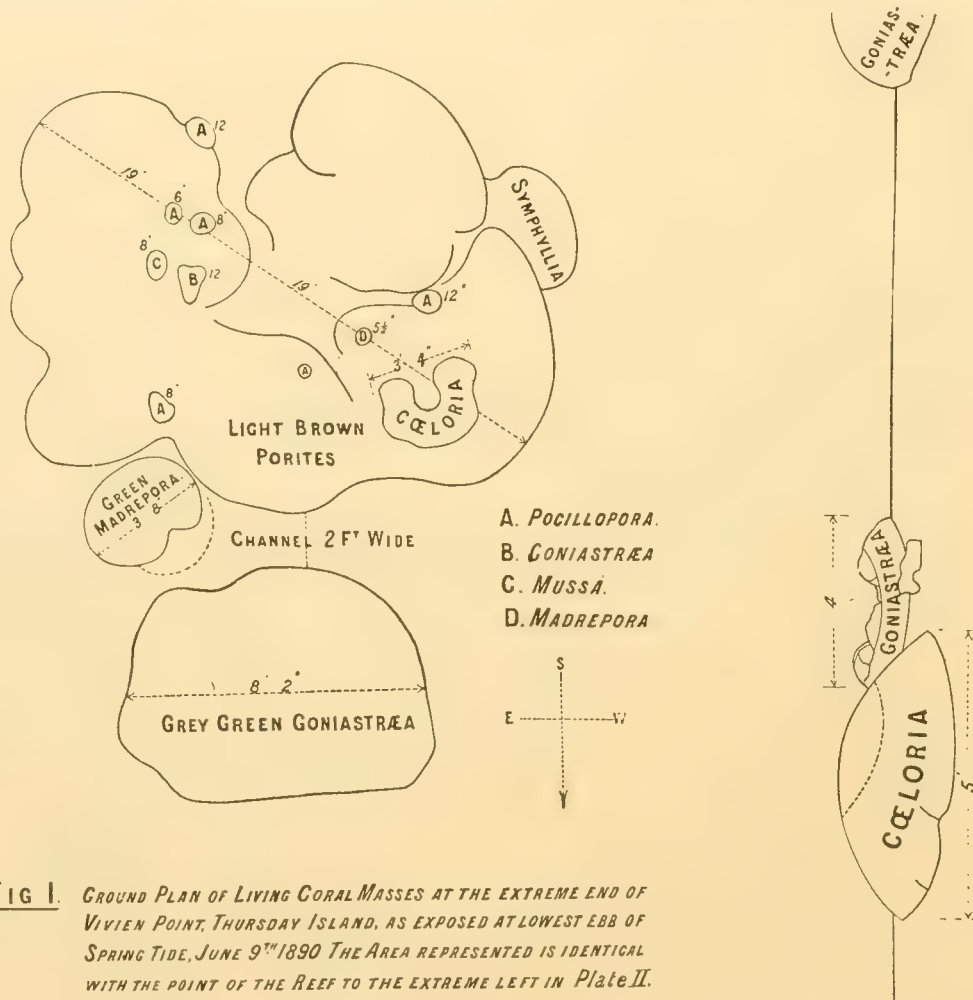 GONIAS-
-TRÆA.
A 12
19'
6"
A
A 8"
8"
C
B 12
SYMPHYLLIA
19'
A 12"
D 5½"
3' 4"
A
CŒLORIA
A 8"
LIGHT BROWN
PORITES
GREEN
MADREPORA
3' 8"
CHANNEL 2 FT WIDE
A. POCILLOPORA.
B. GONIASTRÆA
C. MUSSA.
D. MADREPORA
8' 2"
GREY GREEN GONIASTRÆA
S
E W
4'
GONIASTRÆA
CŒLORIA
5'
FIG 1. GROUND PLAN OF LIVING CORAL MASSES AT THE EXTREME END OF
VIVIEN POINT, THURSDAY ISLAND, AS EXPOSED AT LOWEST EBB OF
SPRING TIDE, JUNE 9TH 1890 THE AREA REPRESENTED IS IDENTICAL
WITH THE POINT OF THE REEF TO THE EXTREME LEFT IN Plate II.